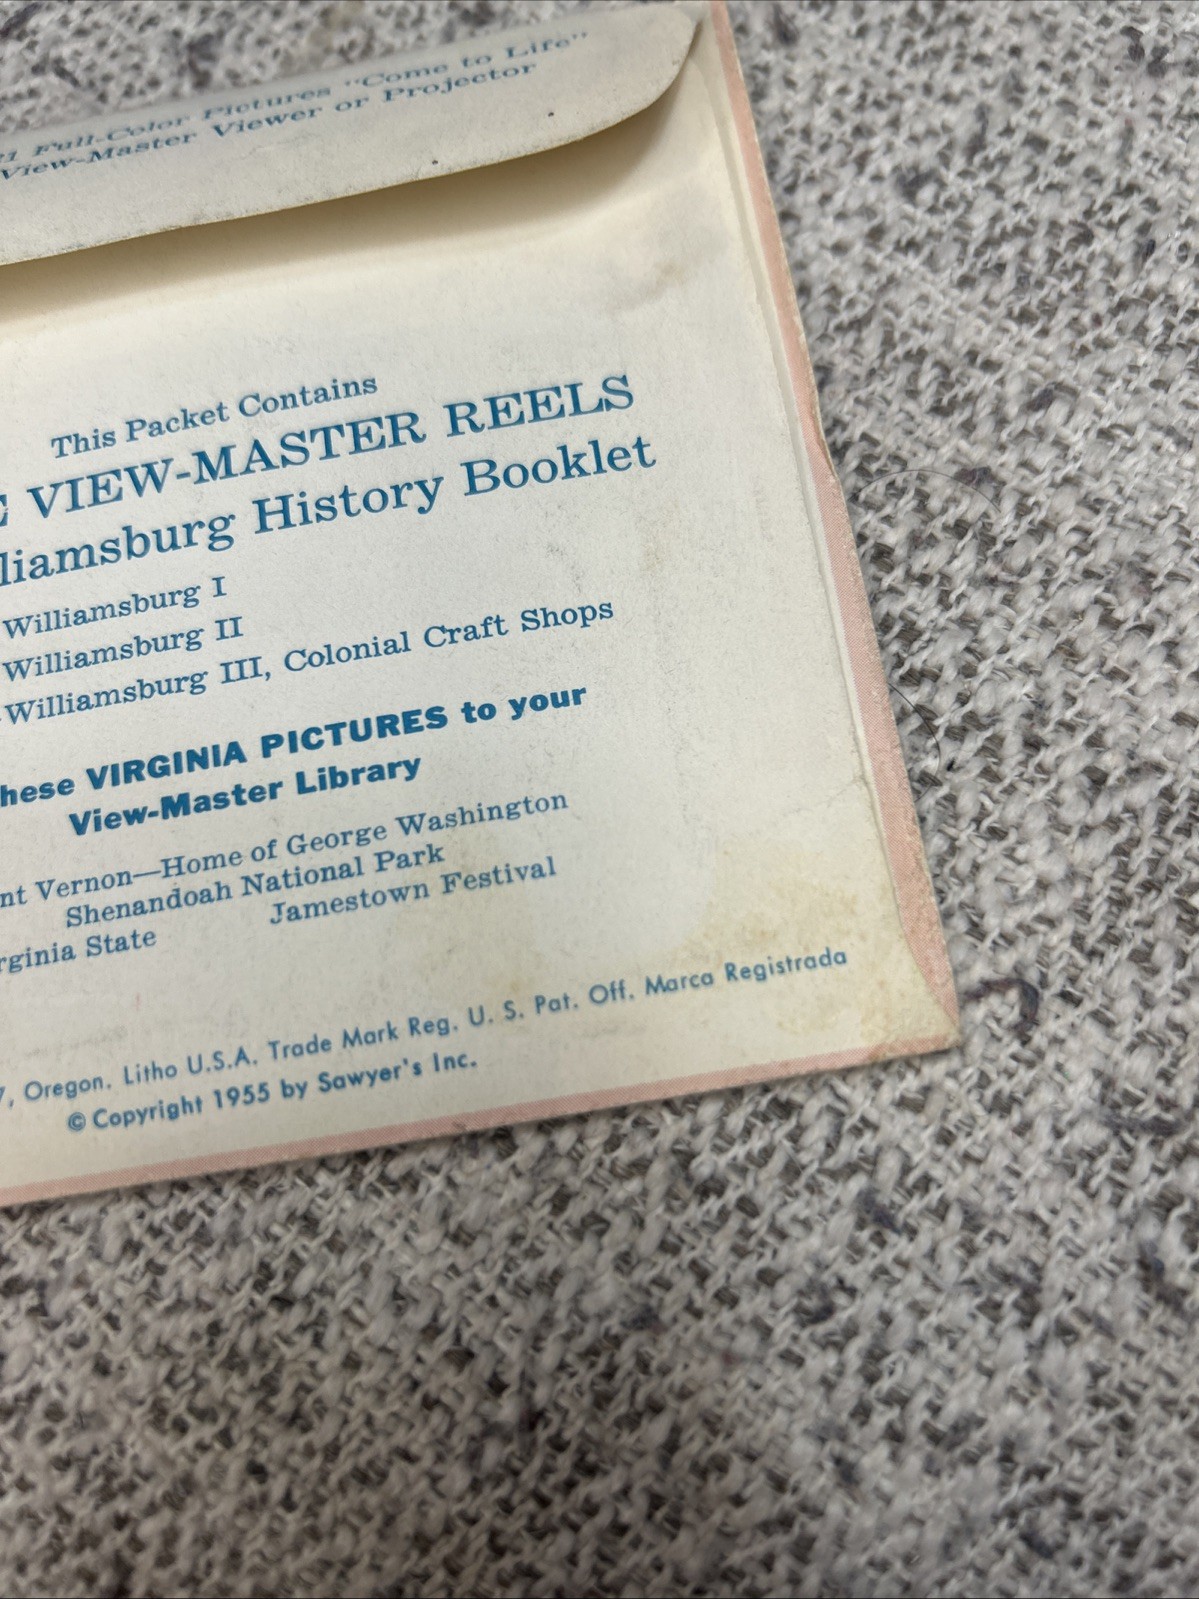 21 Full-Color Pictures "Come to Life"
View-Master Viewer or Projector
This Packet Contains
E VIEW-MASTER REELS
liamsburg History Booklet
Williamsburg I
Williamsburg II
Williamsburg III, Colonial Craft Shops
hese VIRGINIA PICTURES to your
View-Master Library
nt Vernon—Home of George Washington
Shenandoah National Park
rginia State Jamestown Festival
7, Oregon. Litho U.S.A. Trade Mark Reg. U. S. Pat. Off. Marca Registrada
© Copyright 1955 by Sawyer's Inc.